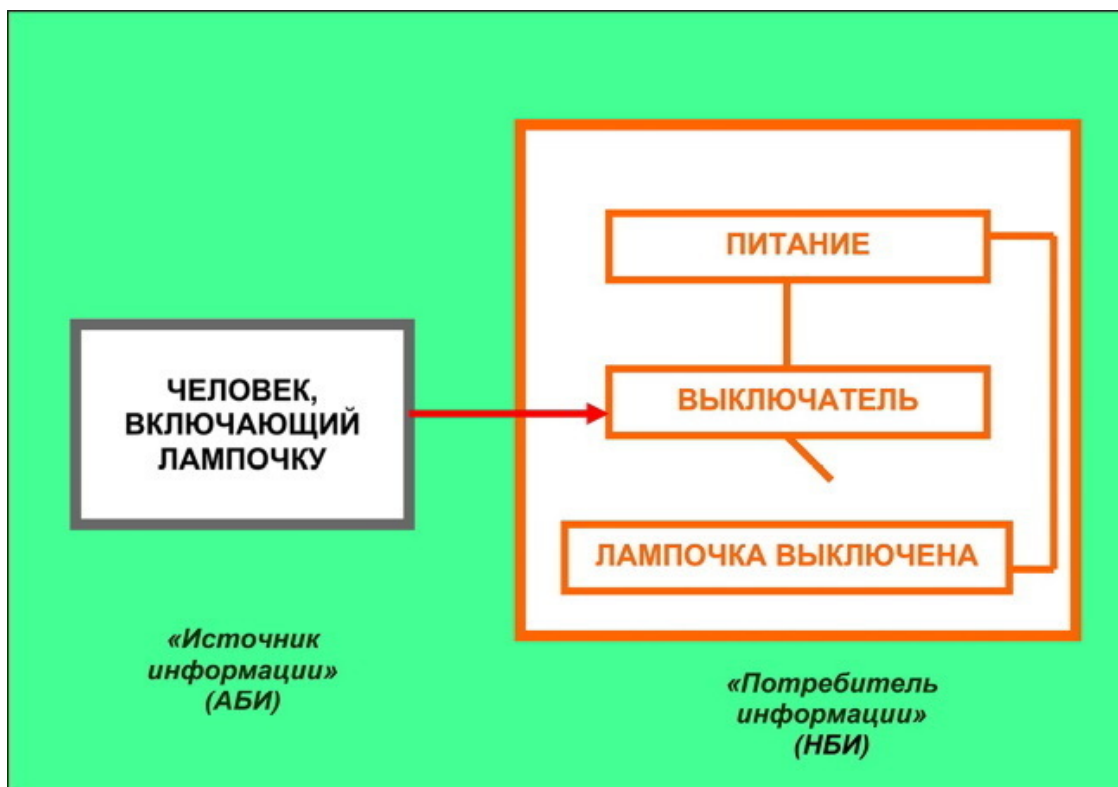 ПИТАНИЕ
ВЫКЛЮЧАТЕЛЬ
ЛАМПОЧКА ВЫКЛЮЧЕНА
ЧЕЛОВЕК,
ВКЛЮЧАЮЩИЙ
ЛАМПОЧКУ
«Источник
информации»
(АБИ)
«Потребитель
информации»
(НБИ)